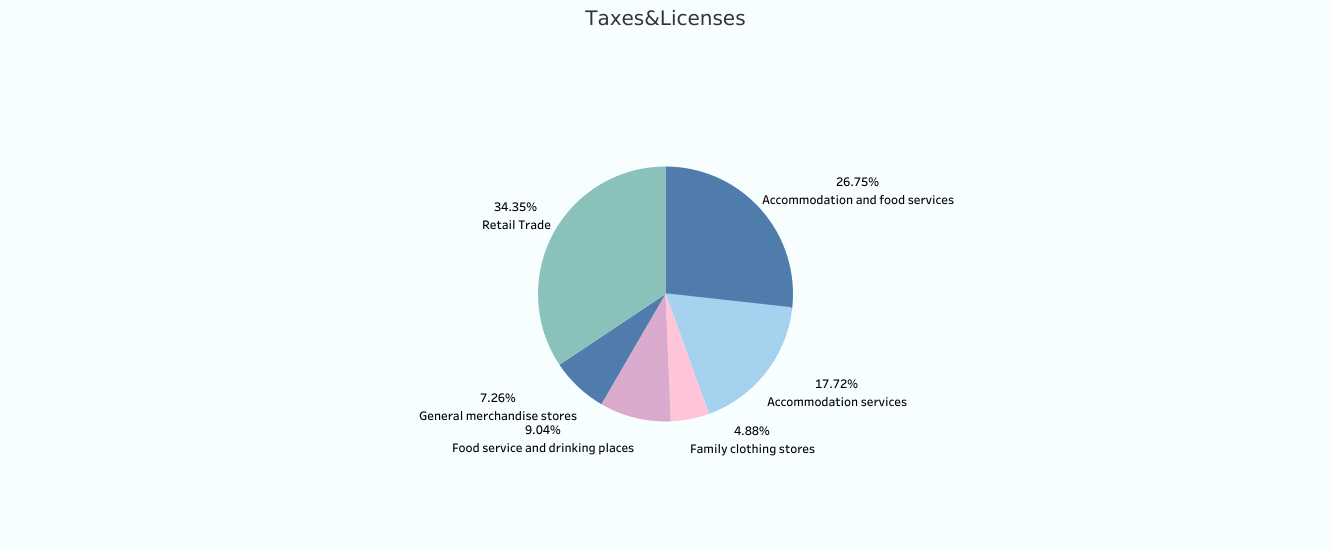 Taxes&Licenses
26.75%
Accommodation and food services
34.35%
Retail Trade
17.72%
Accommodation services
7.26%
General merchandise stores
9.04%
Food service and drinking places
4.88%
Family clothing stores